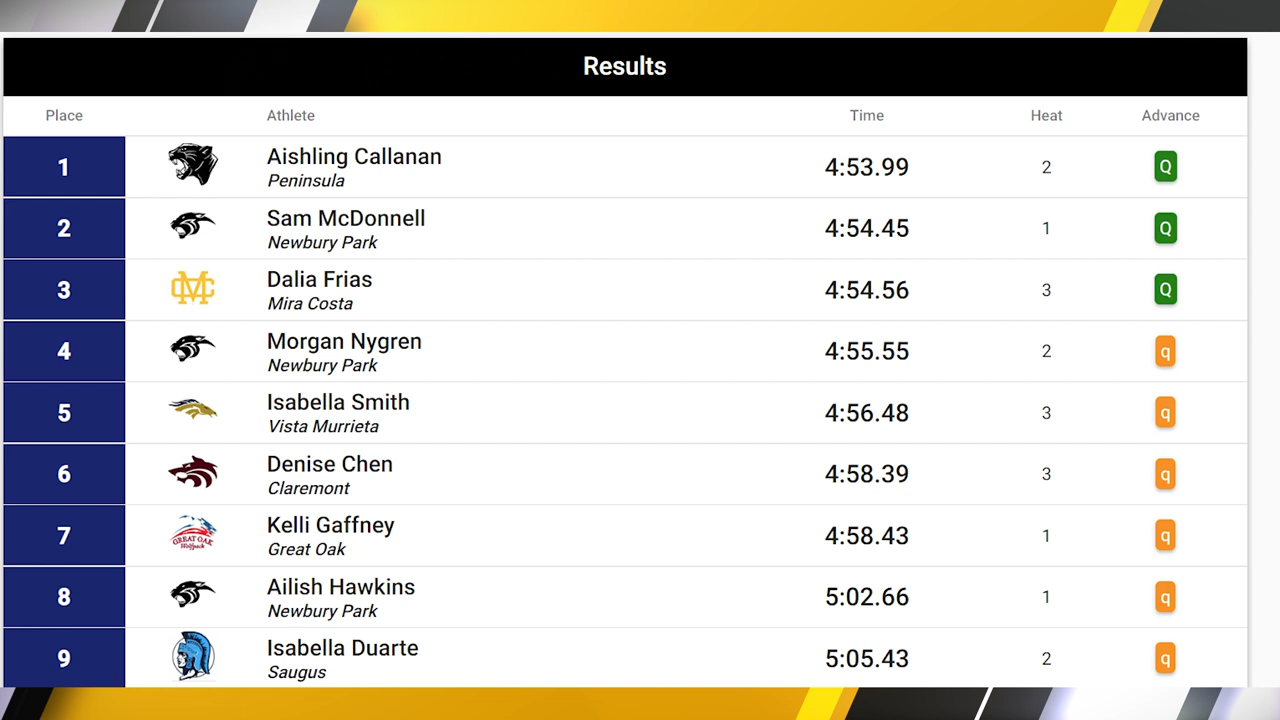 Results
Place Athlete Time Heat Advance
1 Aishling Callanan 4:53.99 2 Q
Peninsula
2 Sam McDonnell 4:54.45 1 Q
Newbury Park
3 MC Dalia Frias 4:54.56 3 Q
Mira Costa
4 Morgan Nygren 4:55.55 2 q
Newbury Park
5 Isabella Smith 4:56.48 3 q
Vista Murrieta
6 Denise Chen 4:58.39 3 q
Claremont
7 Kelli Gaffney 4:58.43 1 q
GREAT OAK
Wolfpack
Great Oak
8 Ailish Hawkins 5:02.66 1 q
Newbury Park
9 Isabella Duarte 5:05.43 2 q
Saugus